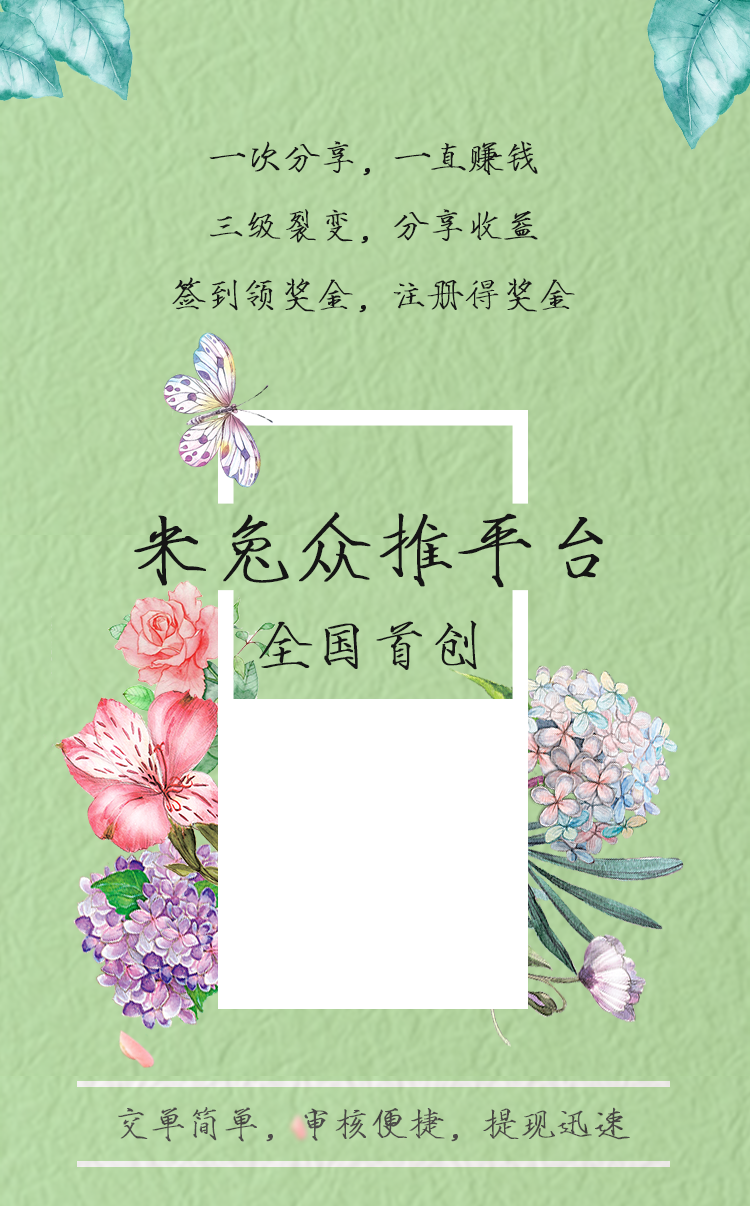 一次分享，一直赚钱
三级裂变，分享收益
签到领奖金，注册得奖金
米兔众推平台
全国首创
交单简单，审核便捷，提现迅速